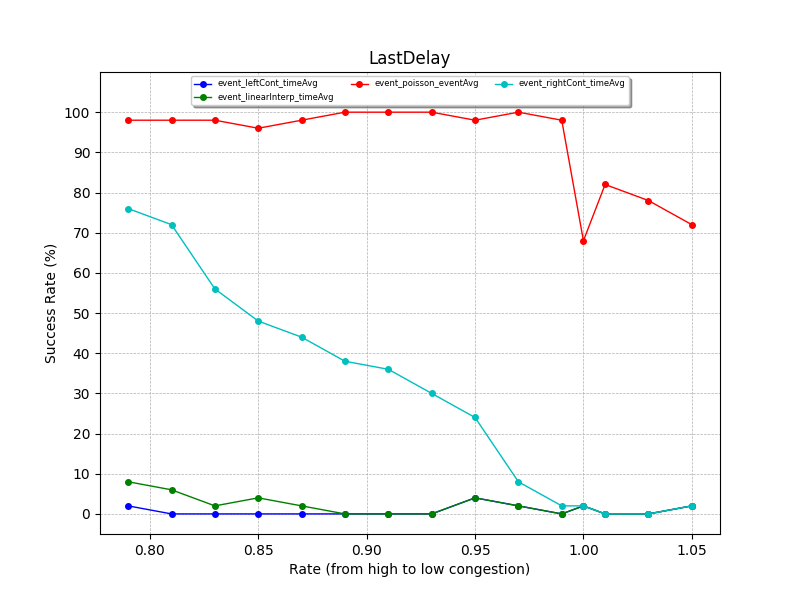 LastDelay
event_leftCont_timeAvg
event_linearInterp_timeAvg
event_poisson_eventAvg
event_rightCont_timeAvg
Success Rate (%)
100
90
80
70
60
50
40
30
20
10
0
0.80 0.85 0.90 0.95 1.00 1.05
Rate (from high to low congestion)